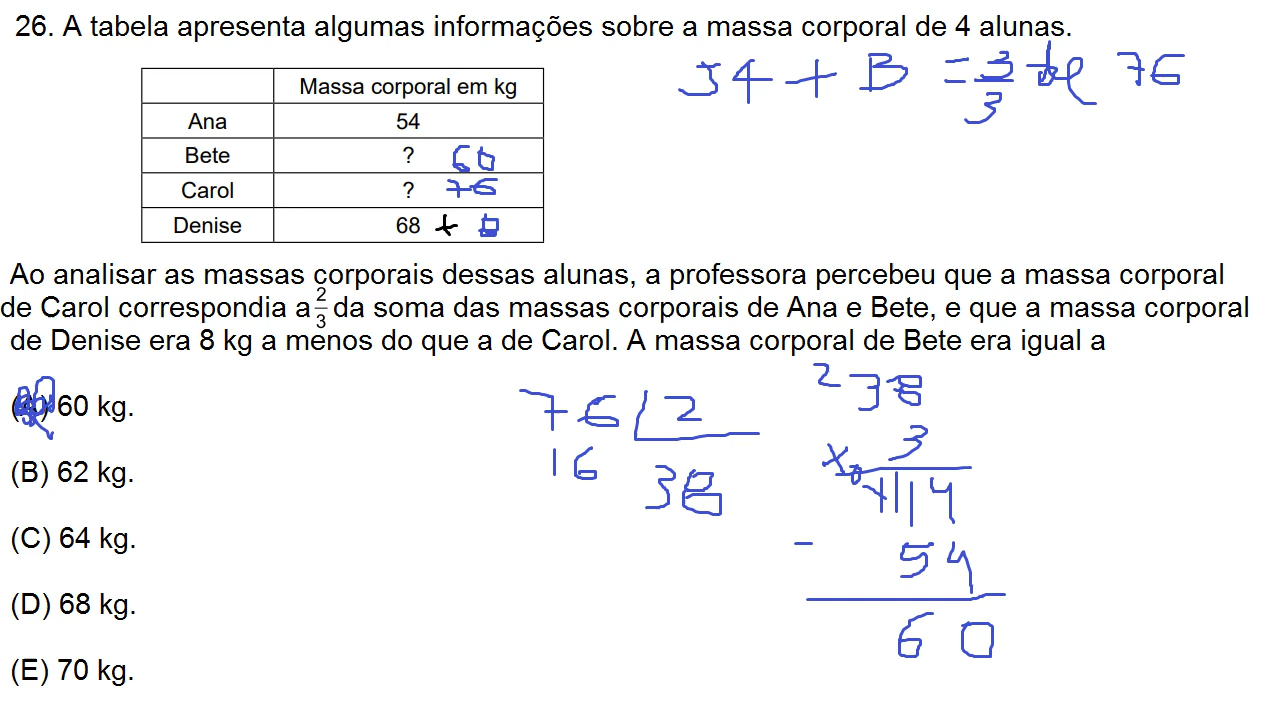 26. A tabela apresenta algumas informações sobre a massa corporal de 4 alunas.
54 + B = 3/3 de 76
Massa corporal em kg
Ana 54
Bete ? 60
Carol ? 76
Denise 68 + 8
Ao analisar as massas corporais dessas alunas, a professora percebeu que a massa corporal
de Carol correspondia a 2/3 da soma das massas corporais de Ana e Bete, e que a massa corporal
de Denise era 8 kg a menos do que a de Carol. A massa corporal de Bete era igual a
(A) 60 kg.
(B) 62 kg.
(C) 64 kg.
(D) 68 kg.
(E) 70 kg.
76 2
16 38
2 38
x 3
114
- 54
60